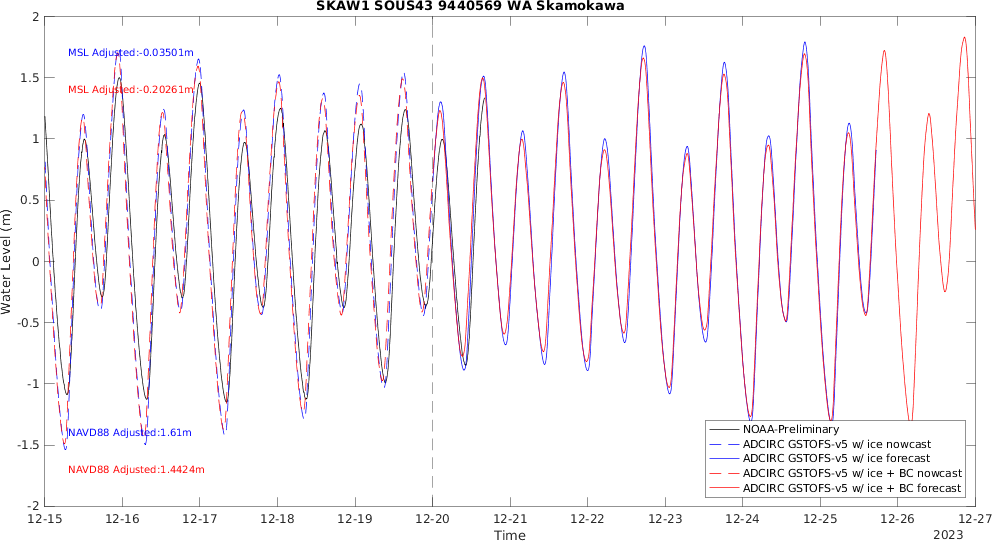 SKAW1 SOUS43 9440569 WA Skamokawa
2
1.5
1
0.5
0
-0.5
-1
-1.5
-2
Water Level (m)
MSL Adjusted:-0.03501m
MSL Adjusted:-0.20261m
NAVD88 Adjusted:1.61m
NAVD88 Adjusted:1.4424m
NOAA-Preliminary
ADCIRC GSTOFS-v5 w/ ice nowcast
ADCIRC GSTOFS-v5 w/ ice forecast
ADCIRC GSTOFS-v5 w/ ice + BC nowcast
ADCIRC GSTOFS-v5 w/ ice + BC forecast
12-15 12-16 12-17 12-18 12-19 12-20 12-21 12-22 12-23 12-24 12-25 12-26 12-27
Time
2023